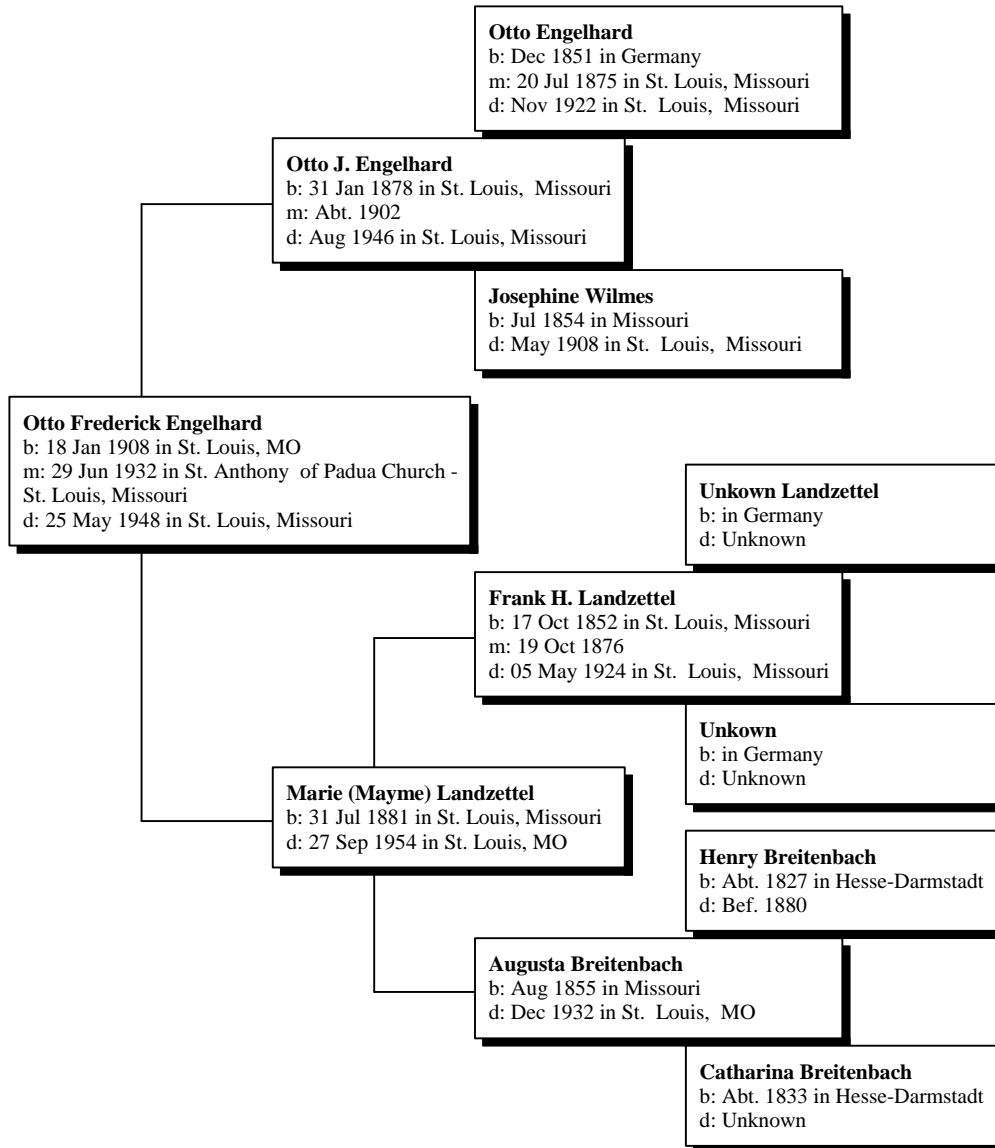 Otto Engelhard
b: Dec 1851 in Germany
m: 20 Jul 1875 in St. Louis, Missouri
d: Nov 1922 in St. Louis, Missouri
Otto J. Engelhard
b: 31 Jan 1878 in St. Louis, Missouri
m: Abt. 1902
d: Aug 1946 in St. Louis, Missouri
Josephine Wilmes
b: Jul 1854 in Missouri
d: May 1908 in St. Louis, Missouri
Otto Frederick Engelhard
b: 18 Jan 1908 in St. Louis, MO
m: 29 Jun 1932 in St. Anthony of Padua Church -
St. Louis, Missouri
d: 25 May 1948 in St. Louis, Missouri
Unkown Landzettel
b: in Germany
d: Unknown
Frank H. Landzettel
b: 17 Oct 1852 in St. Louis, Missouri
m: 19 Oct 1876
d: 05 May 1924 in St. Louis, Missouri
Unkown
b: in Germany
d: Unknown
Marie (Mayme) Landzettel
b: 31 Jul 1881 in St. Louis, Missouri
d: 27 Sep 1954 in St. Louis, MO
Henry Breitenbach
b: Abt. 1827 in Hesse-Darmstadt
d: Bef. 1880
Augusta Breitenbach
b: Aug 1855 in Missouri
d: Dec 1932 in St. Louis, MO
Catharina Breitenbach
b: Abt. 1833 in Hesse-Darmstadt
d: Unknown